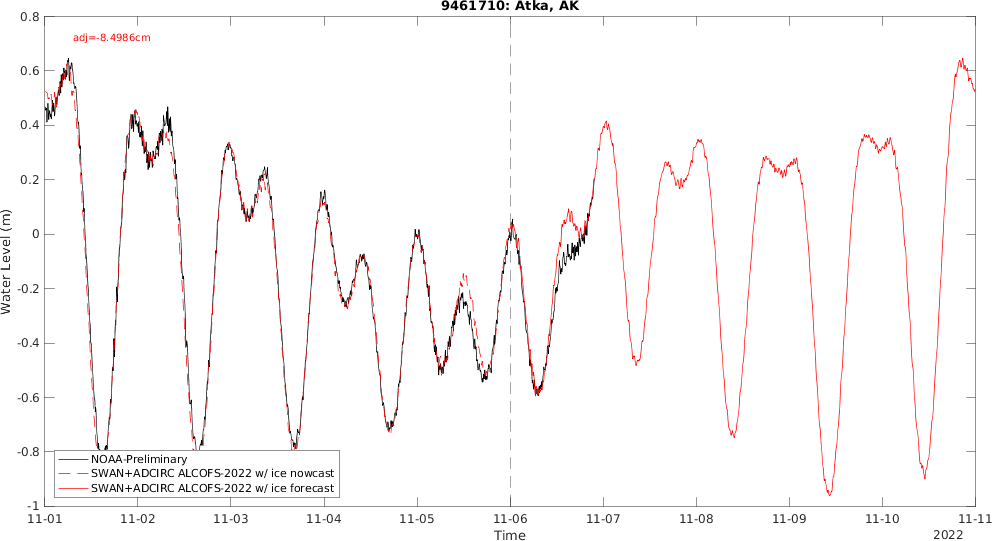 9461710: Atka, AK
adj=-8.4986cm
Water Level (m)
0.8
0.6
0.4
0.2
0
-0.2
-0.4
-0.6
-0.8
-1
NOAA-Preliminary
SWAN+ADCIRC ALCOFS-2022 w/ ice nowcast
SWAN+ADCIRC ALCOFS-2022 w/ ice forecast
11-01 11-02 11-03 11-04 11-05 11-06 11-07 11-08 11-09 11-10 11-11
Time
2022